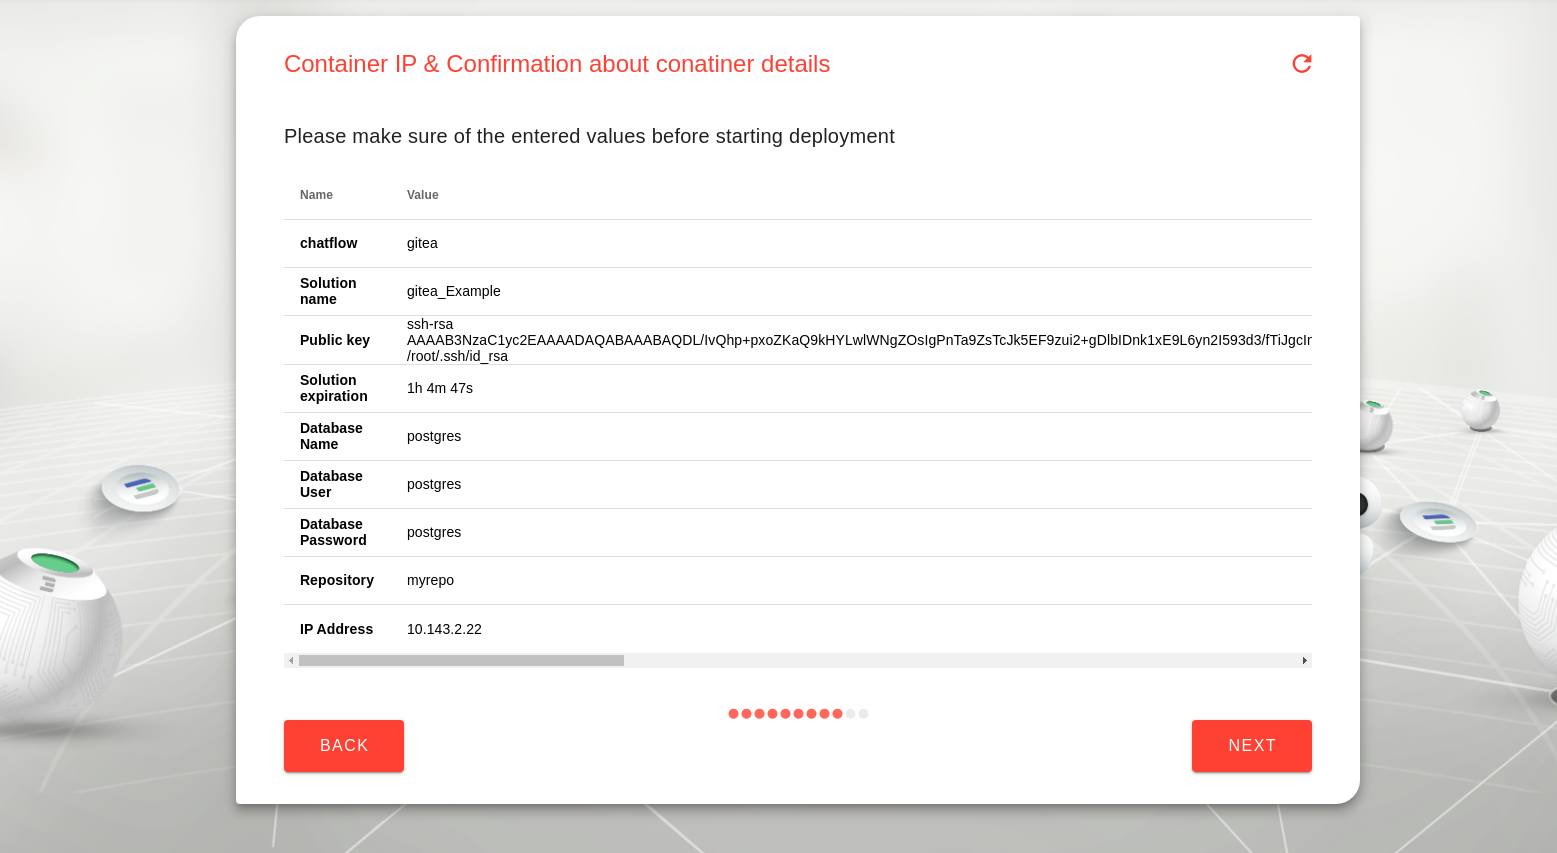 Container IP & Confirmation about conatiner details
Please make sure of the entered values before starting deployment
Name Value
chatflow gitea
Solution name gitea_Example
Public key ssh-rsa
AAAAB3NzaC1yc2EAAAADAQABAAABAQDL/IvQhp+pxoZKaQ9kHYLwlWNgZOsIgPnTa9ZsTcJk5EF9zui2+gDlbIDnk1xE9L6yn2I593d3/fTiJgcIr
/root/.ssh/id_rsa
Solution expiration 1h 4m 47s
Database Name postgres
Database User postgres
Database Password postgres
Repository myrepo
IP Address 10.143.2.22
BACK
NEXT